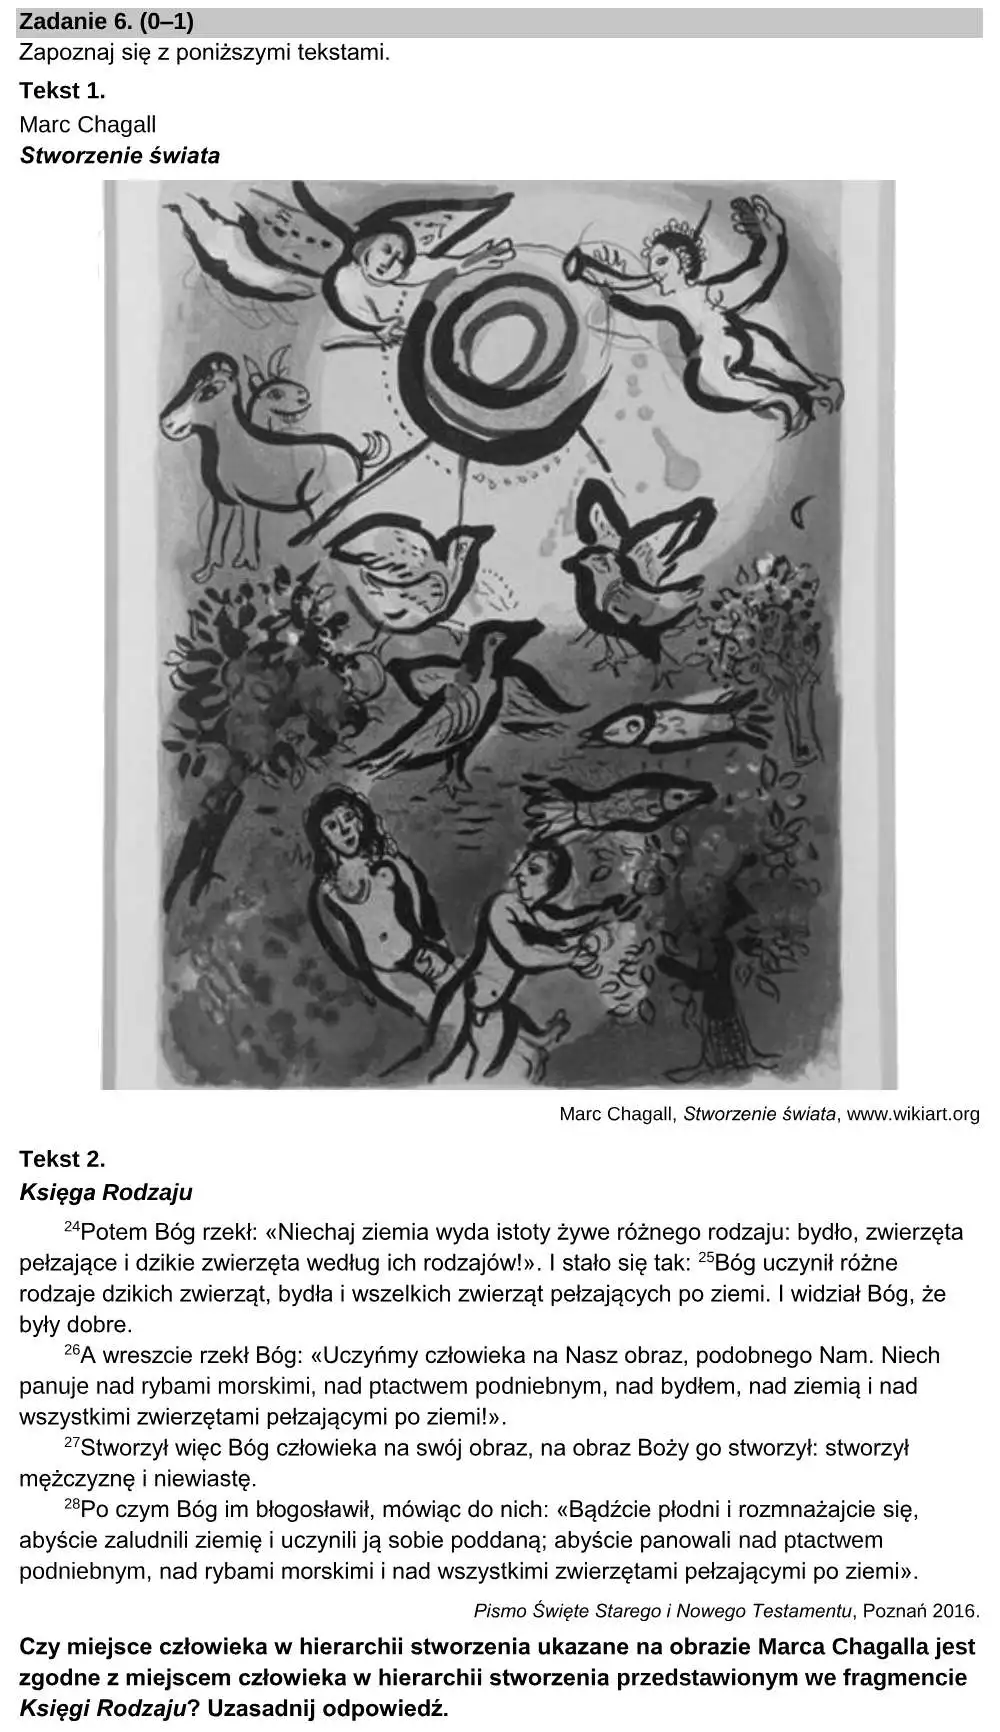 Zadanie 6. (0–1)
Zapoznaj się z poniższymi tekstami.
Tekst 1.
Marc Chagall
Stworzenie świata
Marc Chagall, Stworzenie świata, www.wikiart.org
Tekst 2.
Księga Rodzaju
24Potem Bóg rzekł: «Niechaj ziemia wyda istoty żywe różnego rodzaju: bydło, zwierzęta
pełzające i dzikie zwierzęta według ich rodzajów!». I stało się tak: 25Bóg uczynił różne
rodzaje dzikich zwierząt, bydła i wszelkich zwierząt pełzających po ziemi. I widział Bóg, że
były dobre.
26A wreszcie rzekł Bóg: «Uczyńmy człowieka na Nasz obraz, podobnego Nam. Niech
panuje nad rybami morskimi, nad ptactwem podniebnym, nad bydłem, nad ziemią i nad
wszystkimi zwierzętami pełzającymi po ziemi!».
27Stworzył więc Bóg człowieka na swój obraz, na obraz Boży go stworzył: stworzył
mężczyznę i niewiastę.
28Po czym Bóg im błogosławił, mówiąc do nich: «Bądźcie płodni i rozmnażajcie się,
abyście zaludnili ziemię i uczynili ją sobie poddaną; abyście panowali nad ptactwem
podniebnym, nad rybami morskimi i nad wszystkimi zwierzętami pełzającymi po ziemi».
Pismo Święte Starego i Nowego Testamentu, Poznań 2016.
Czy miejsce człowieka w hierarchii stworzenia ukazane na obrazie Marca Chagalla jest
zgodne z miejscem człowieka w hierarchii stworzenia przedstawionym we fragmencie
Księgi Rodzaju? Uzasadnij odpowiedź.